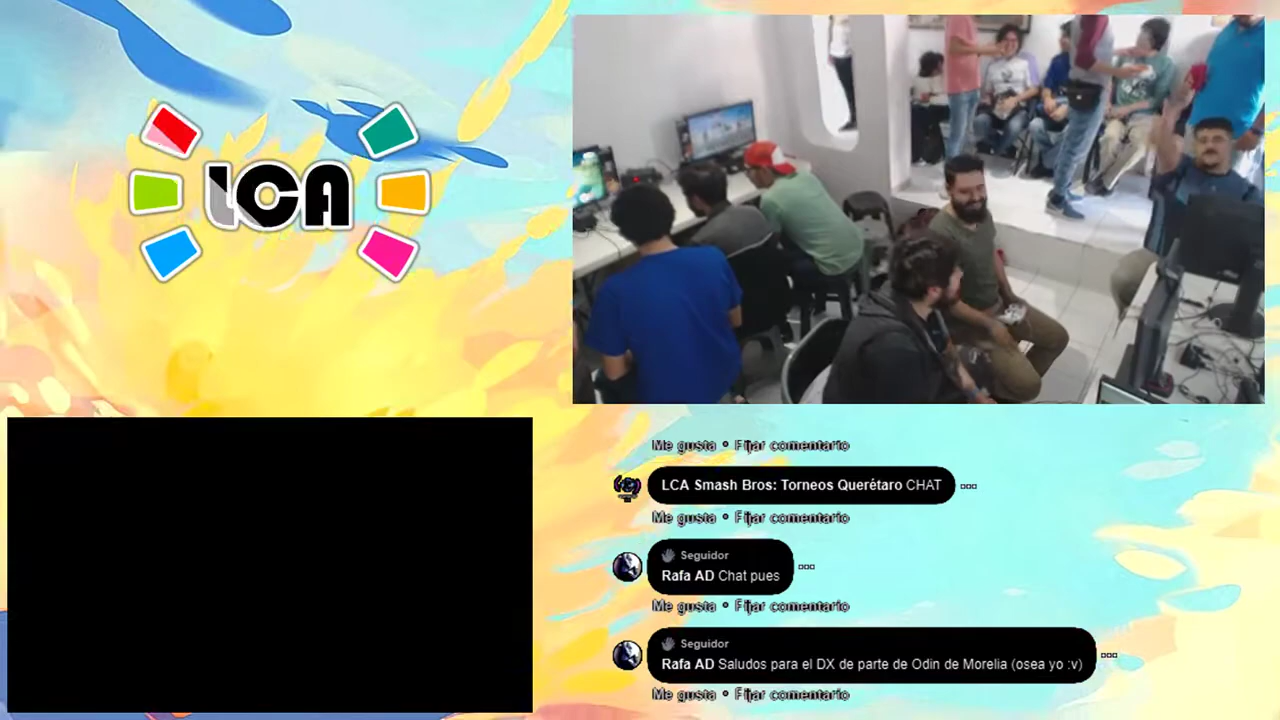 LCA
Me gusta • Fijar comentario
LCA Smash Bros: Torneos Querétaro CHAT
Me gusta • Fijar comentario
Seguidor
Rafa AD Chat pues
Me gusta • Fijar comentario
Seguidor
Rafa AD Saludos para el DX de parte de Odin de Morelia (osea yo :v)
Me gusta • Fijar comentario